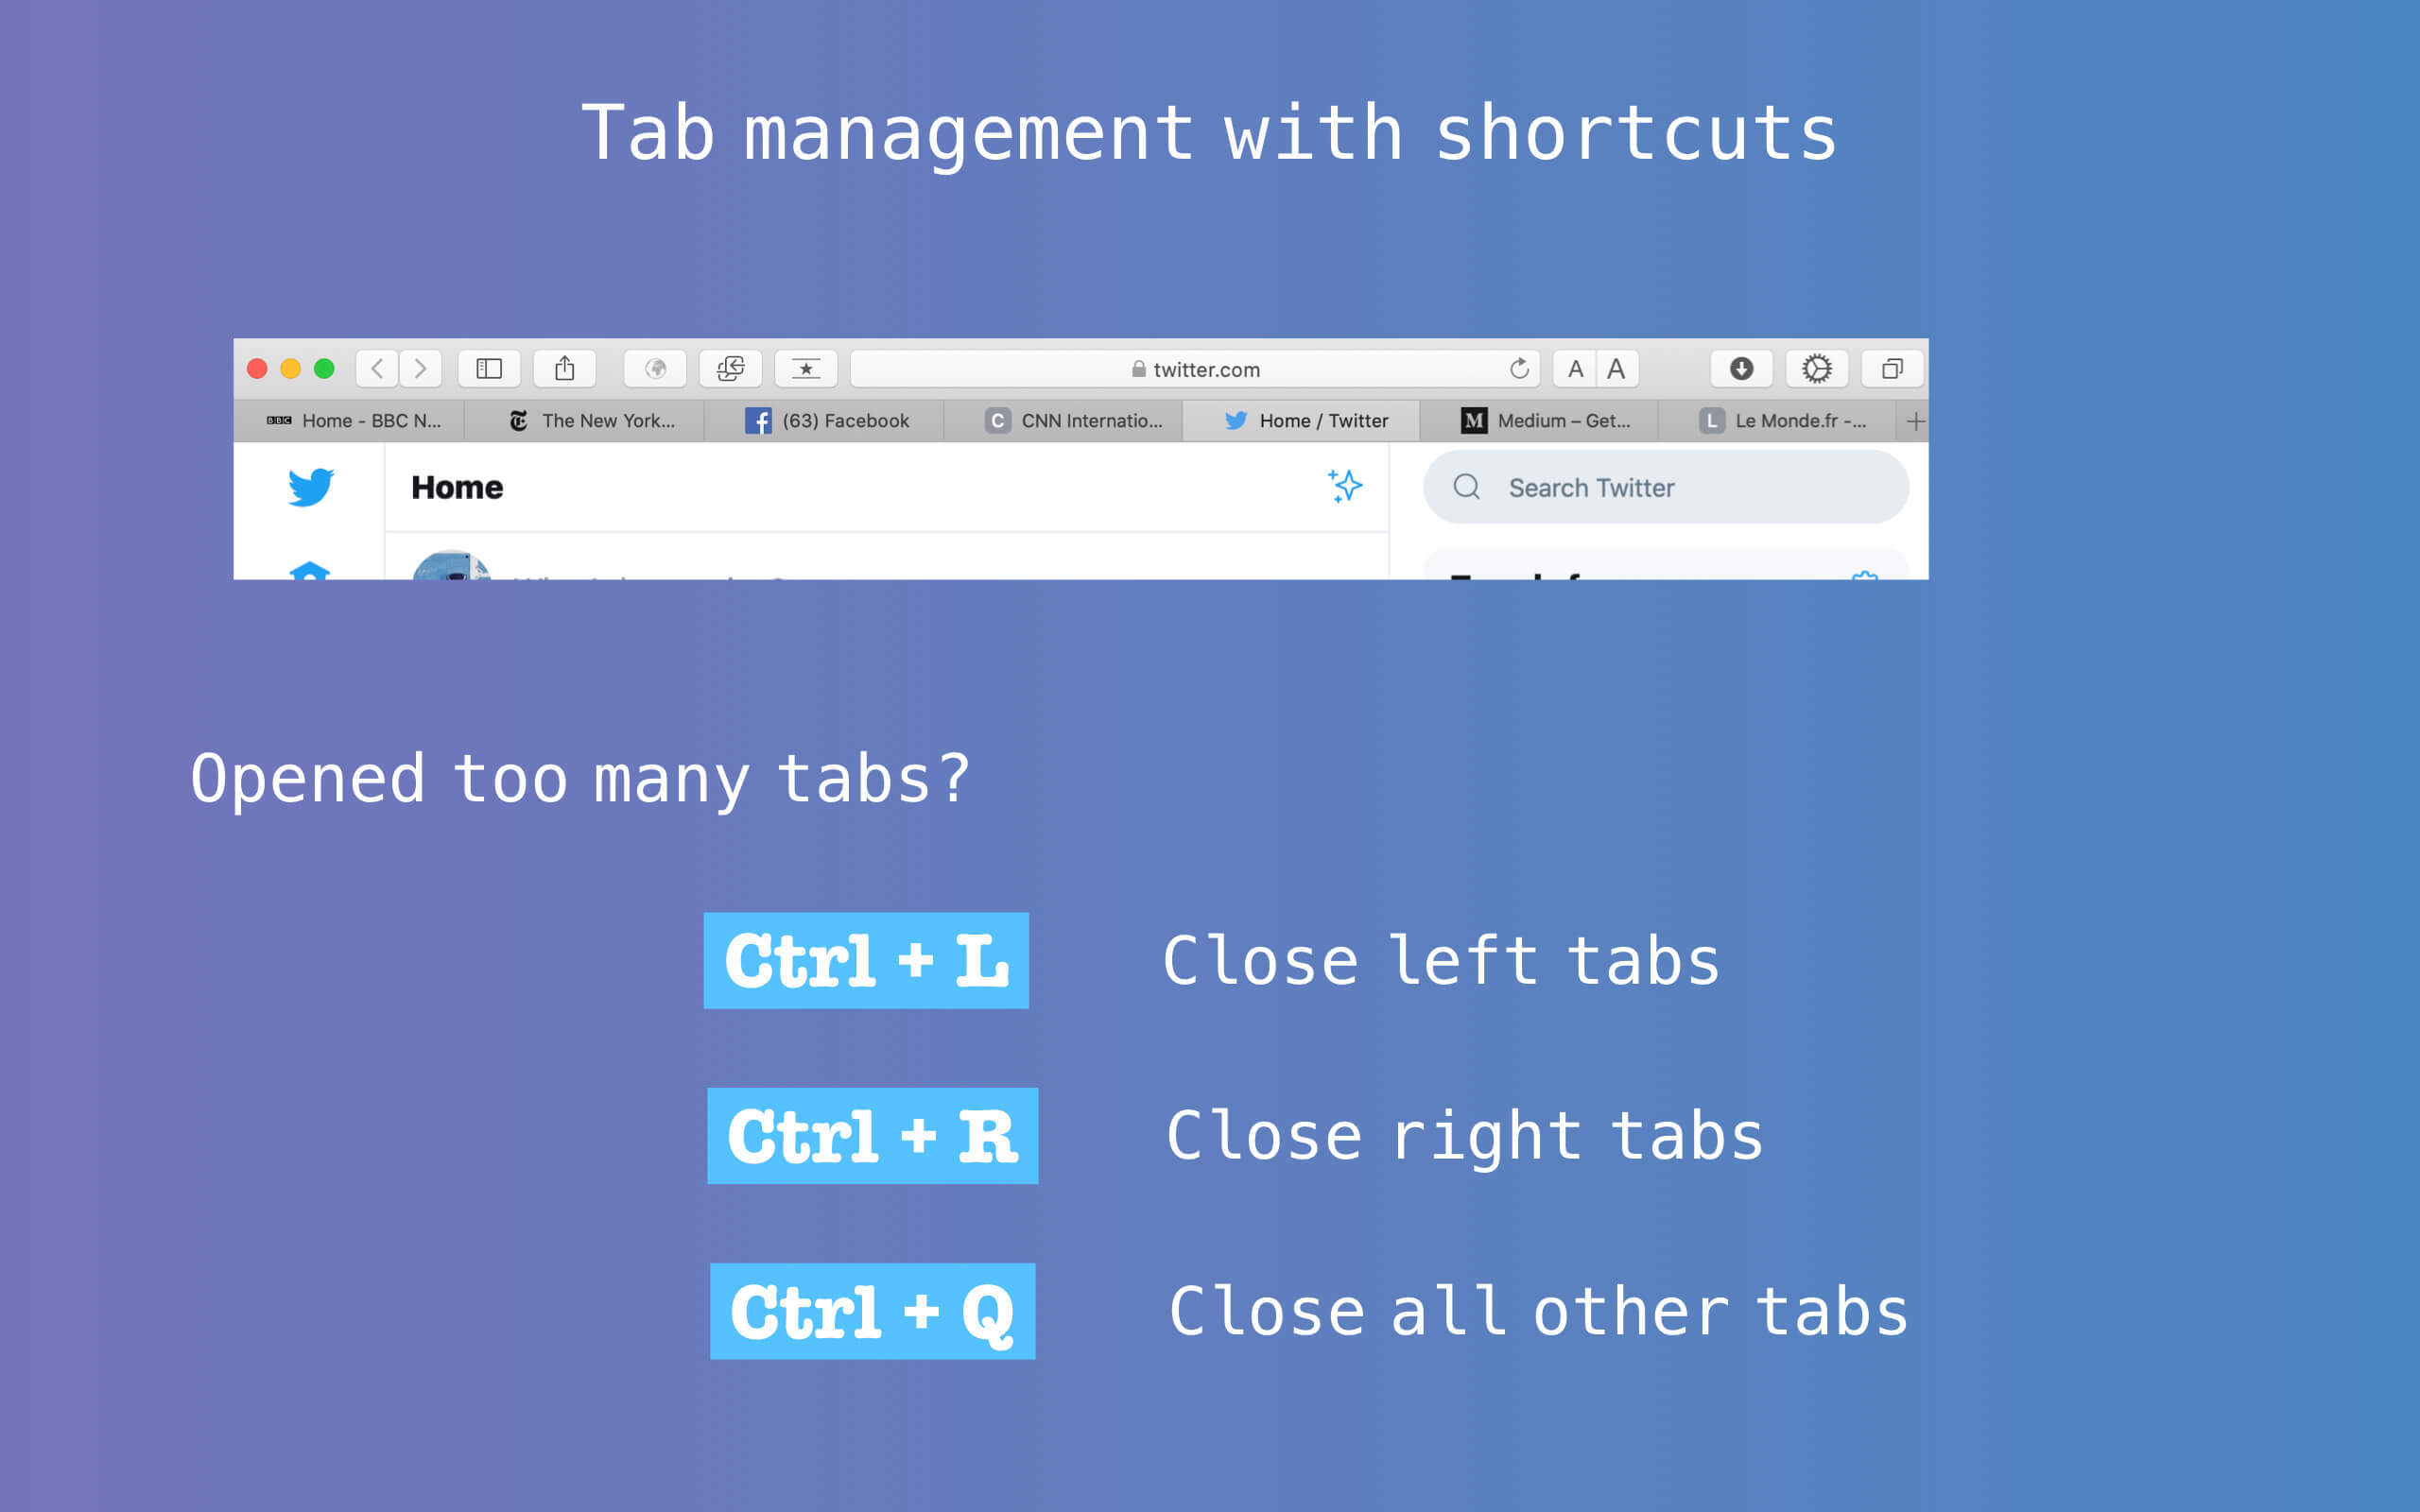 Tab management with shortcuts
twitter.com
A A
BBC Home - BBC N... The New York... (63) Facebook C CNN Internatio... Home / Twitter M Medium – Get... L Le Monde.fr -...
Home
Search Twitter
Opened too many tabs?
Ctrl + L Close left tabs
Ctrl + R Close right tabs
Ctrl + Q Close all other tabs